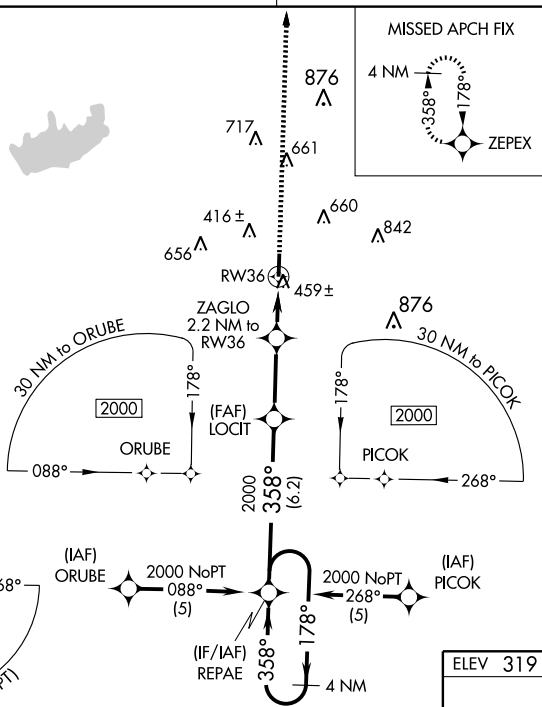 MISSED APCH FIX
4 NM
358°
178°
ZEPEX
876
717
661
416 ±
660
842
656
RW36
459±
ZAGLO
2.2 NM to
RW36
876
30 NM to ORUBE
178°
2000
ORUBE
088°
(FAF)
LOCIT
30 NM to PICOK
178°
2000
PICOK
268°
2000
358°
(6.2)
(IAF)
ORUBE
2000 NoPT
088°
(5)
2000 NoPT
268°
(5)
(IAF)
PICOK
(IF/IAF)
REPAE
358°
178°
4 NM
68°
PT)
ELEV 319